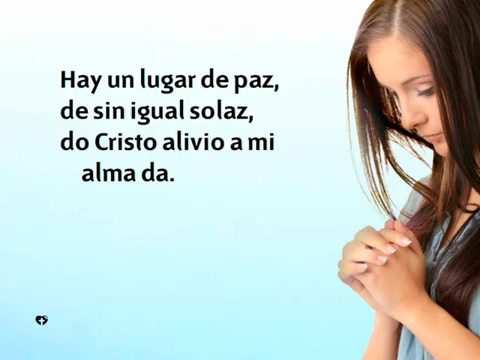 Hay un lugar de paz,
de sin igual solaz,
do Cristo alivio a mi
alma da.